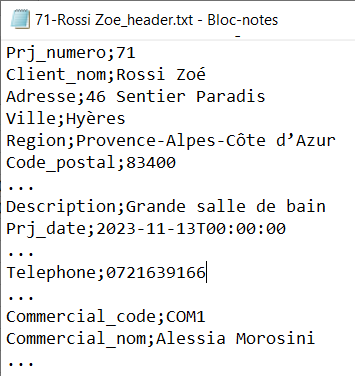 71-Rossi Zoe_header.txt - Bloc-notes
Prj_numero;71
Client_nom;Rossi Zoé
Adresse;46 Sentier Paradis
Ville;Hyères
Region;Provence-Alpes-Côte d’Azur
Code_postal;83400
...
Description;Grande salle de bain
Prj_date;2023-11-13T00:00:00
...
Telephone;0721639166
...
Commercial_code;COM1
Commercial_nom;Alessia Morosini
...